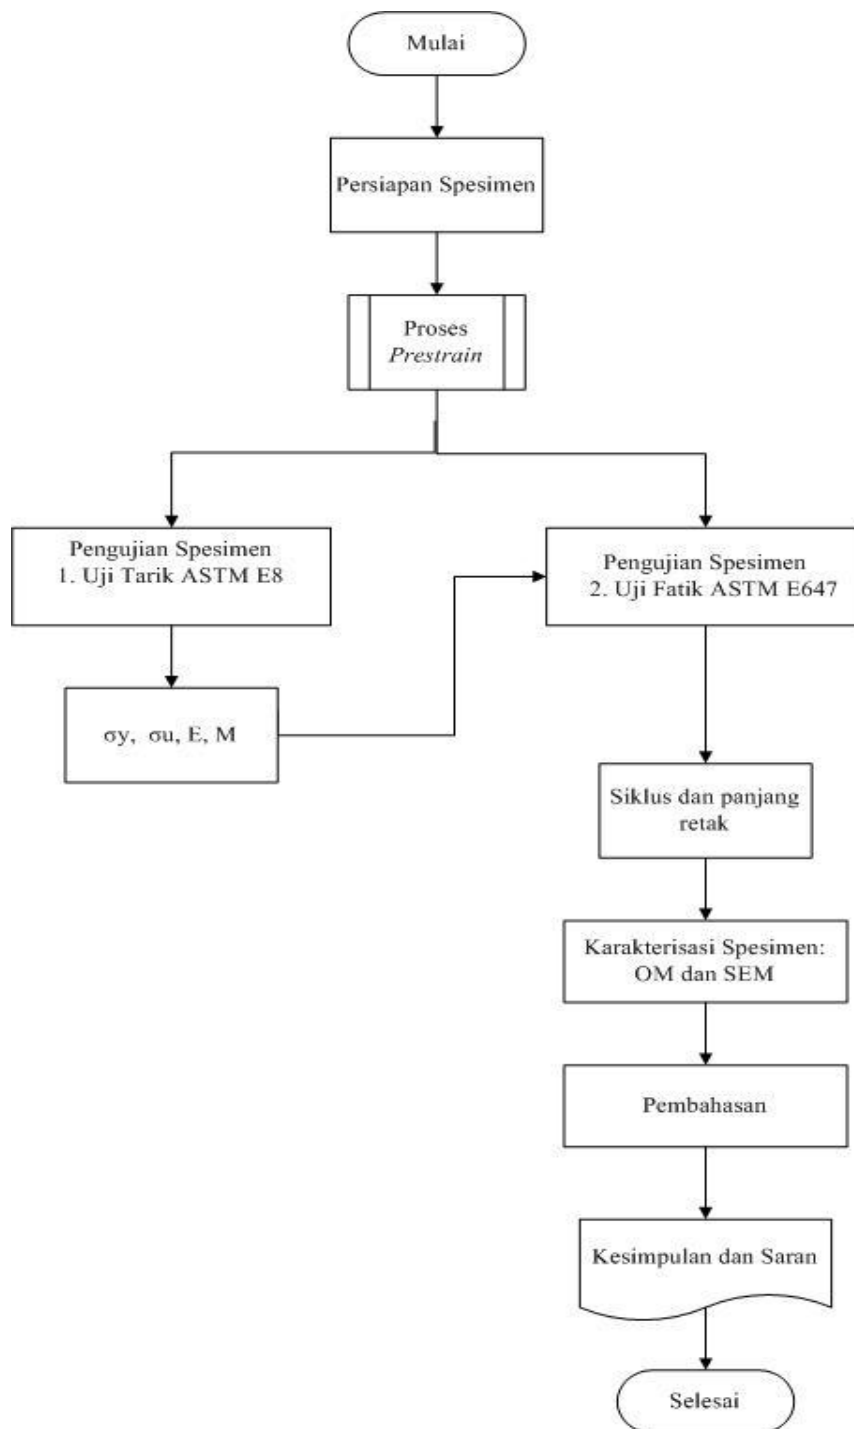 Mulai
Persiapan Spesimen
Proses
Prestrain
Pengujian Spesimen
1. Uji Tarik ASTM E8
Pengujian Spesimen
2. Uji Fatik ASTM E647
σy, σu, E, M
Siklus dan panjang
retak
Karakterisasi Spesimen:
OM dan SEM
Pembahasan
Kesimpulan dan Saran
Selesai